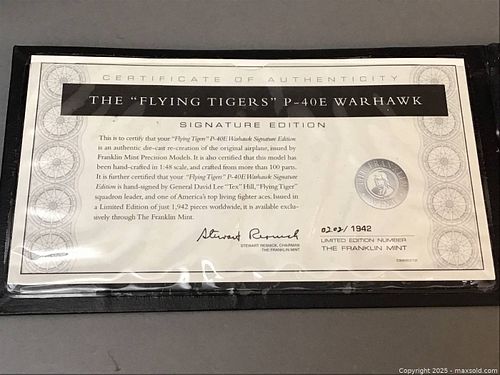 CERTIFICATE OF AUTHENTICITY
THE "FLYING TIGERS" P-40E WARHAWK
SIGNATURE EDITION
This is to certify that your "Flying Tigers" P-40E Warhawk Signature Edition
is an authentic die-cast re-creation of the original airplane, issued by
Franklin Mint Precision Models. It is also certified that this model has
been hand-crafted in 1:48 scale, and crafted from more than 100 parts.
It is further certified that your "Flying Tigers" P-40E Warhawk Signature
Edition is hand-signed by General David Lee "Tex" Hill, "Flying Tiger"
squadron leader, and one of America's top living fighter aces. Issued in
a Limited Edition of just 1,942 pieces worldwide, it is available exclu-
sively through The Franklin Mint.
Stewart Resnick
STEWART RESNICK, CHAIRMAN
THE FRANKLIN MINT
THE FRANKLIN
0202/1942
LIMITED EDITION NUMBER
THE FRANKLIN MINT
Copyright 2025 - maxsold.com